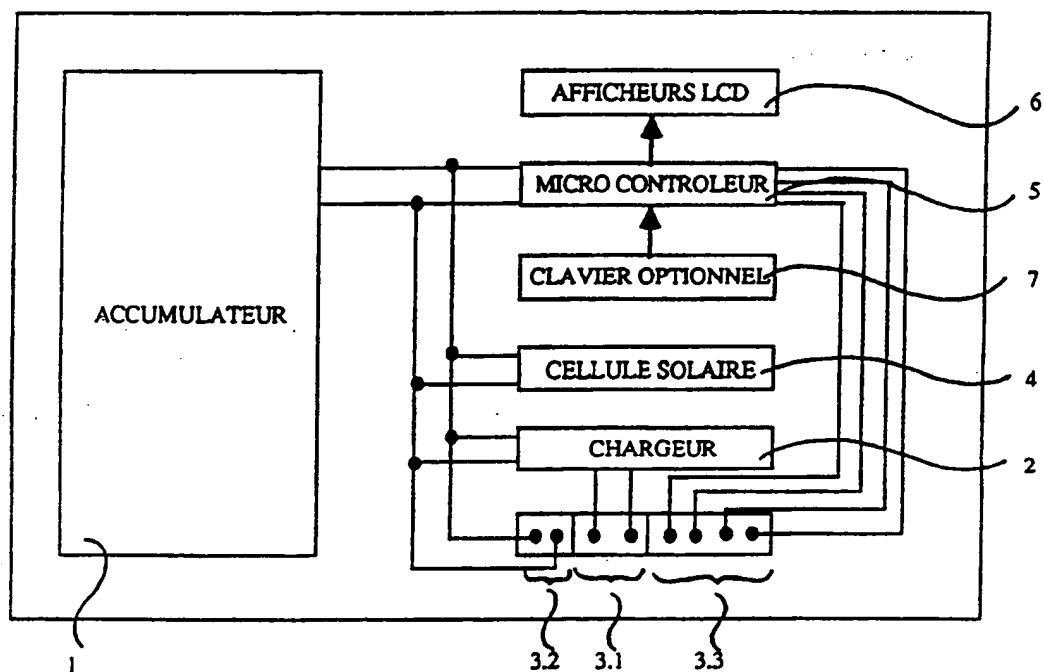 AFFICHEURS LCD
6
MICRO CONTROLEUR
5
CLAVIER OPTIONNEL
7
ACCUMULATEUR
CELLULE SOLAIRE
4
CHARGEUR
2
1
3.2
3.1
3.3